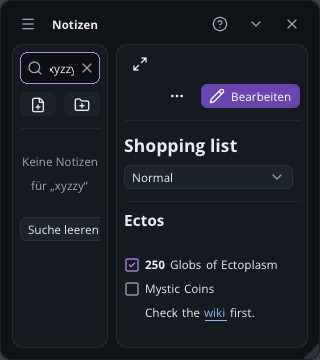 Notizen
xyzzy
Bearbeiten
Keine Notizen
für „xyzzy“
Suche leeren
Shopping list
Normal
Ectos
250 Globs of Ectoplasm
Mystic Coins
Check the wiki first.